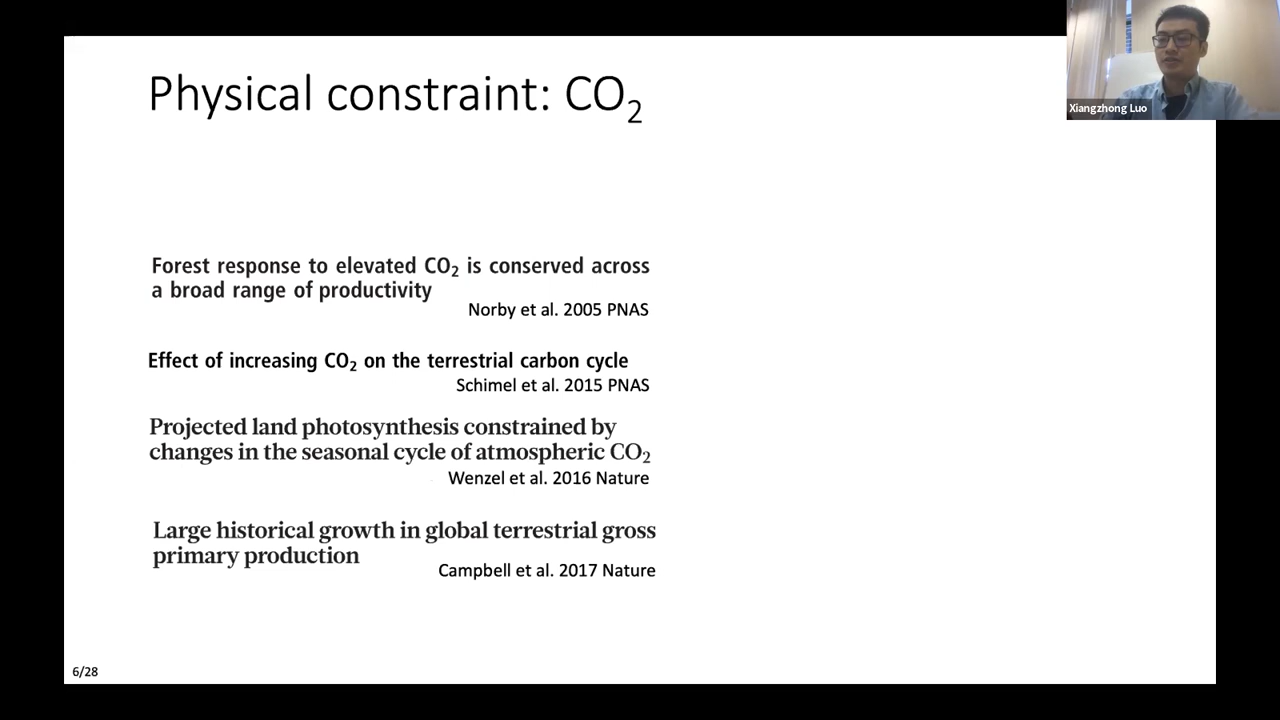 Physical constraint: CO2
Xiangzhong Luo
Forest response to elevated CO2 is conserved across
a broad range of productivity
Norby et al. 2005 PNAS
Effect of increasing CO2 on the terrestrial carbon cycle
Schimel et al. 2015 PNAS
Projected land photosynthesis constrained by
changes in the seasonal cycle of atmospheric CO2
Wenzel et al. 2016 Nature
Large historical growth in global terrestrial gross
primary production
Campbell et al. 2017 Nature
6/28